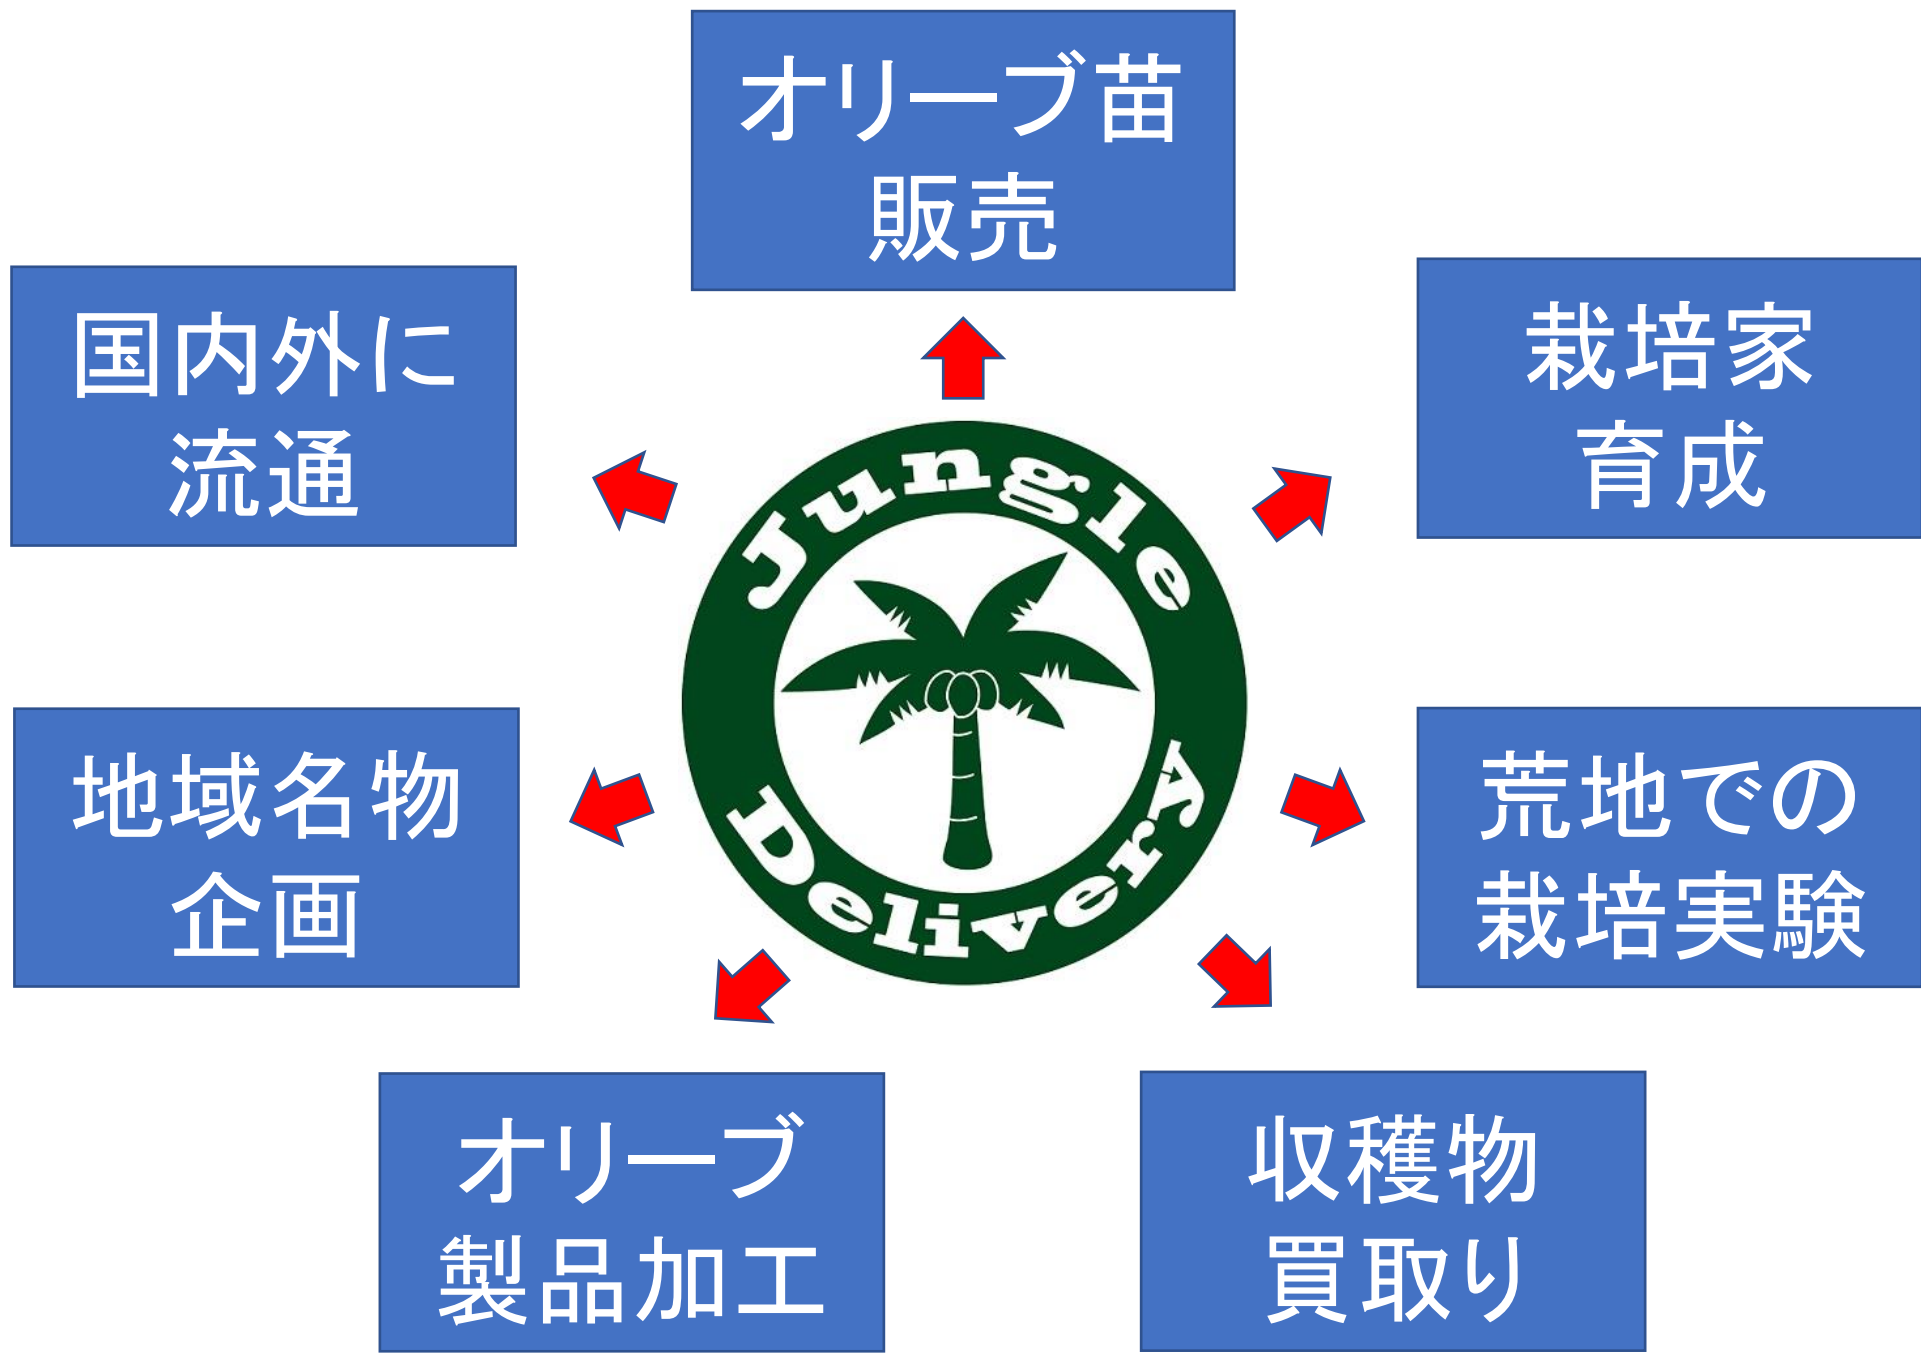 オリーブ苗
販売
国内外に
流通
栽培家
育成
Jungle
Delivery
地域名物
企画
荒地での
栽培実験
オリーブ
製品加工
収穫物
買取り